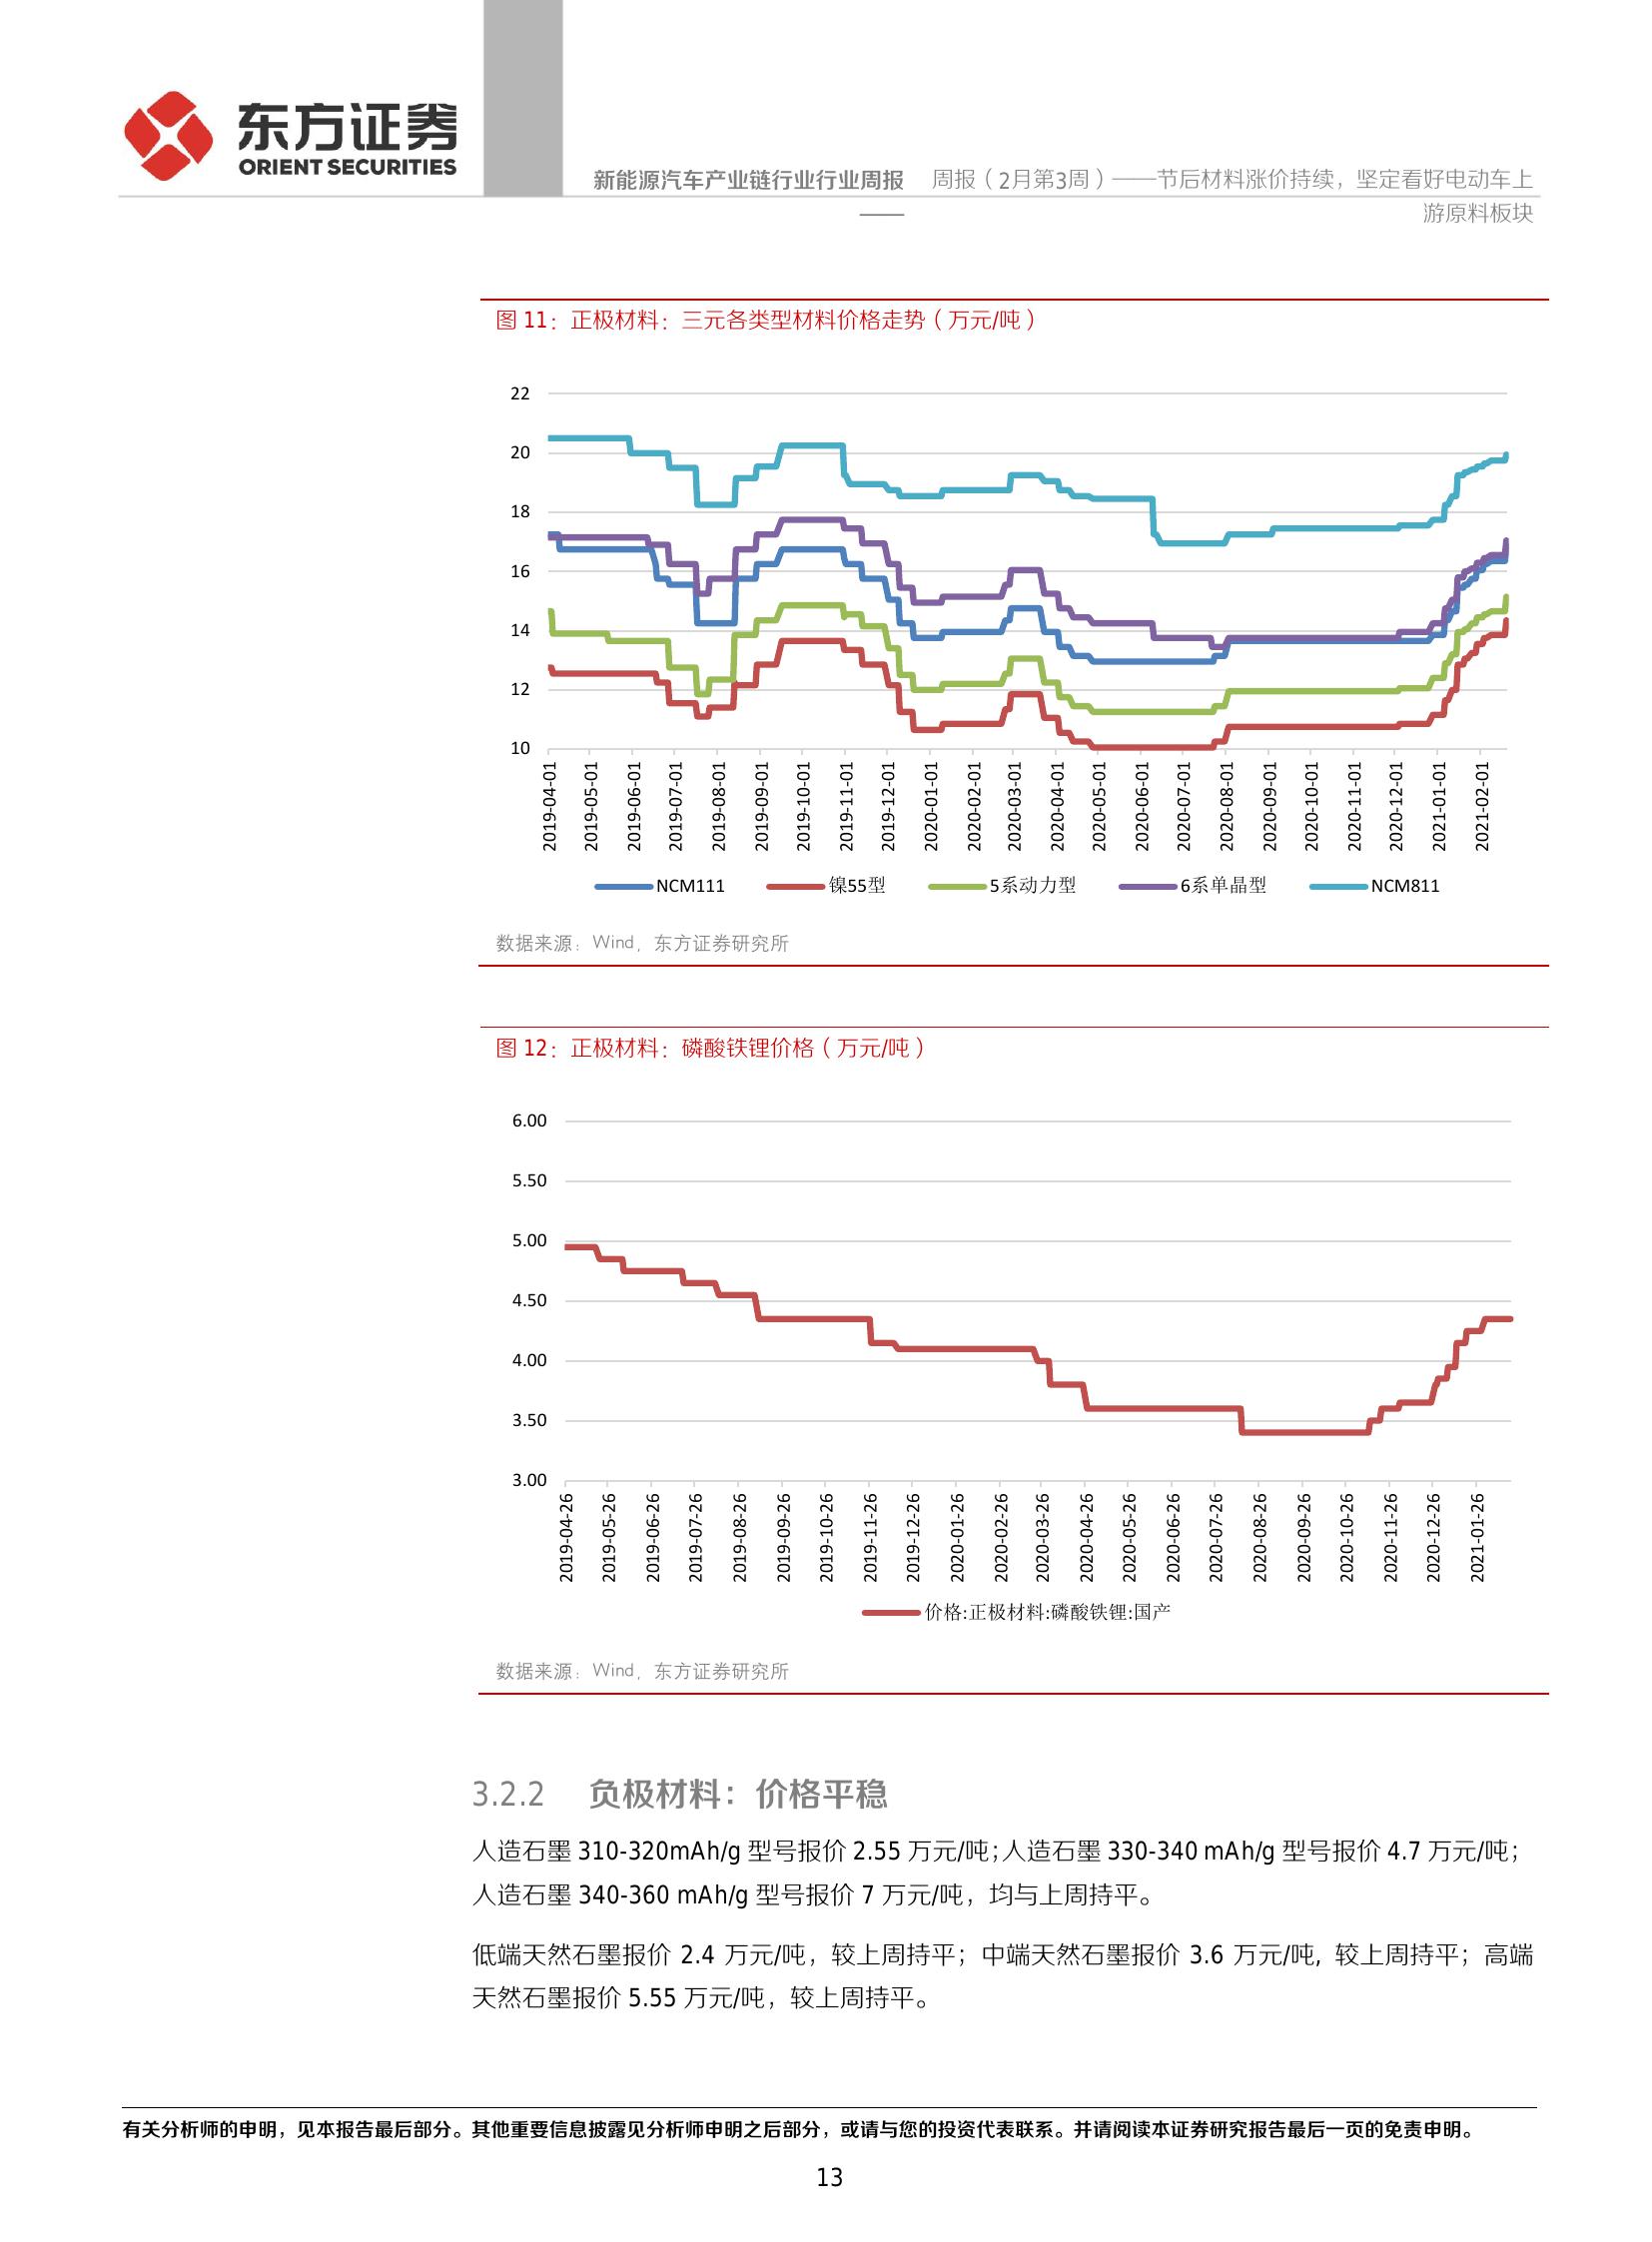 东方证券
ORIENT SECURITIES
新能源汽车产业链行业行业周报 周报（2月第3周）——节后材料涨价持续，坚定看好电动车上
—— 游原料板块
图 11：正极材料：三元各类型材料价格走势（万元/吨）
22
20
18
16
14
12
10
2019-04-01 2019-05-01 2019-06-01 2019-07-01 2019-08-01 2019-09-01 2019-10-01 2019-11-01 2019-12-01 2020-01-01 2020-02-01 2020-03-01 2020-04-01 2020-05-01 2020-06-01 2020-07-01 2020-08-01 2020-09-01 2020-10-01 2020-11-01 2020-12-01 2021-01-01 2021-02-01
NCM111 镍55型 5系动力型 6系单晶型 NCM811
数据来源：Wind，东方证券研究所
图 12：正极材料：磷酸铁锂价格（万元/吨）
6.00
5.50
5.00
4.50
4.00
3.50
3.00
2019-04-26 2019-05-26 2019-06-26 2019-07-26 2019-08-26 2019-09-26 2019-10-26 2019-11-26 2019-12-26 2020-01-26 2020-02-26 2020-03-26 2020-04-26 2020-05-26 2020-06-26 2020-07-26 2020-08-26 2020-09-26 2020-10-26 2020-11-26 2020-12-26 2021-01-26
价格:正极材料:磷酸铁锂:国产
数据来源：Wind，东方证券研究所
3.2.2 负极材料：价格平稳
人造石墨 310-320mAh/g 型号报价 2.55 万元/吨；人造石墨 330-340 mAh/g 型号报价 4.7 万元/吨；
人造石墨 340-360 mAh/g 型号报价 7 万元/吨，均与上周持平。
低端天然石墨报价 2.4 万元/吨，较上周持平；中端天然石墨报价 3.6 万元/吨, 较上周持平；高端
天然石墨报价 5.55 万元/吨，较上周持平。
有关分析师的申明，见本报告最后部分。其他重要信息披露见分析师申明之后部分，或请与您的投资代表联系。并请阅读本证券研究报告最后一页的免责申明。
13